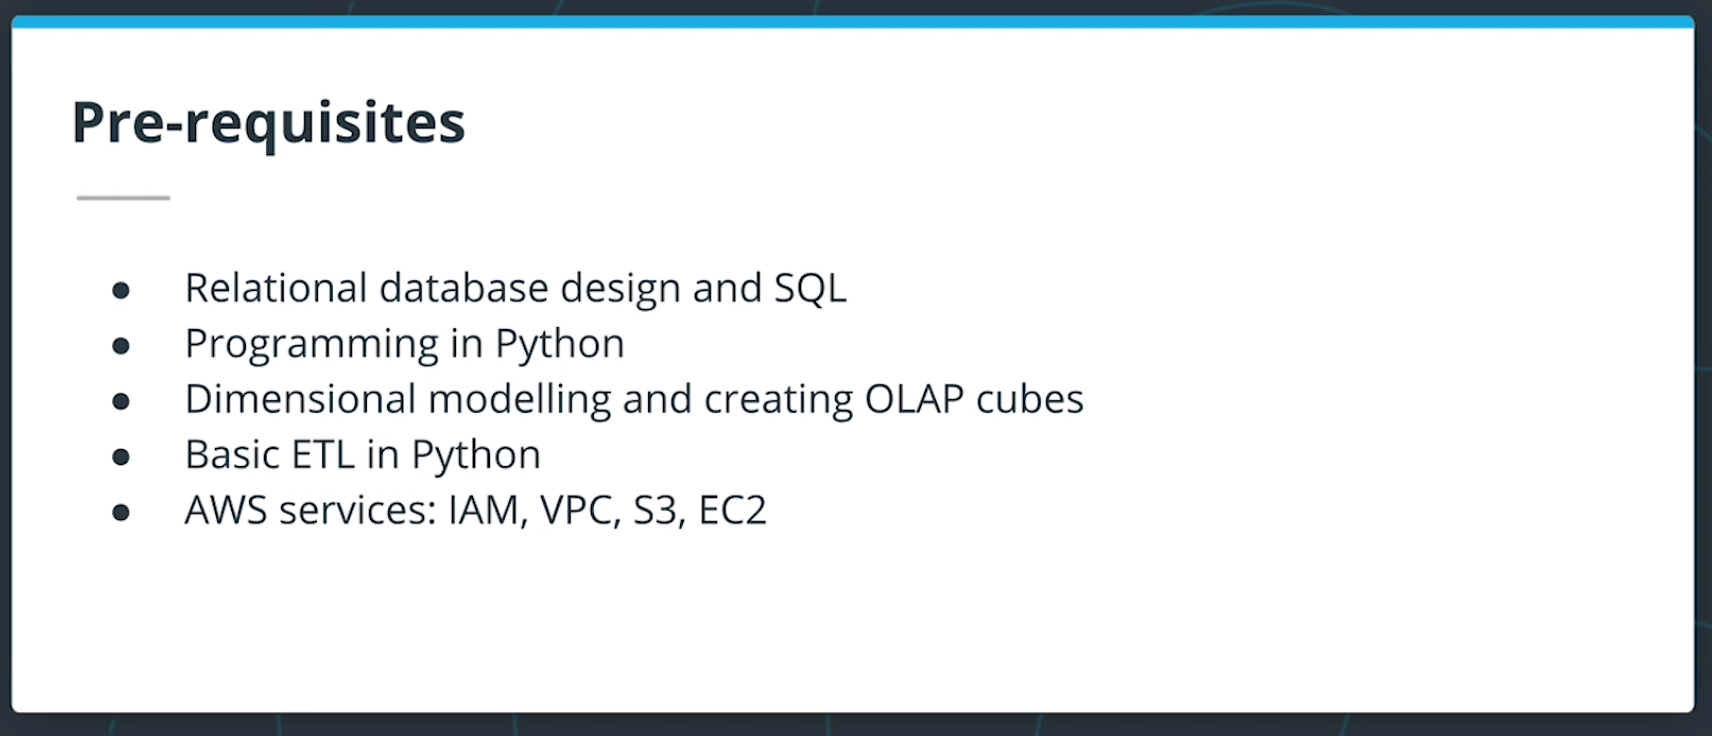 Pre-requisites
● Relational database design and SQL
● Programming in Python
● Dimensional modelling and creating OLAP cubes
● Basic ETL in Python
● AWS services: IAM, VPC, S3, EC2